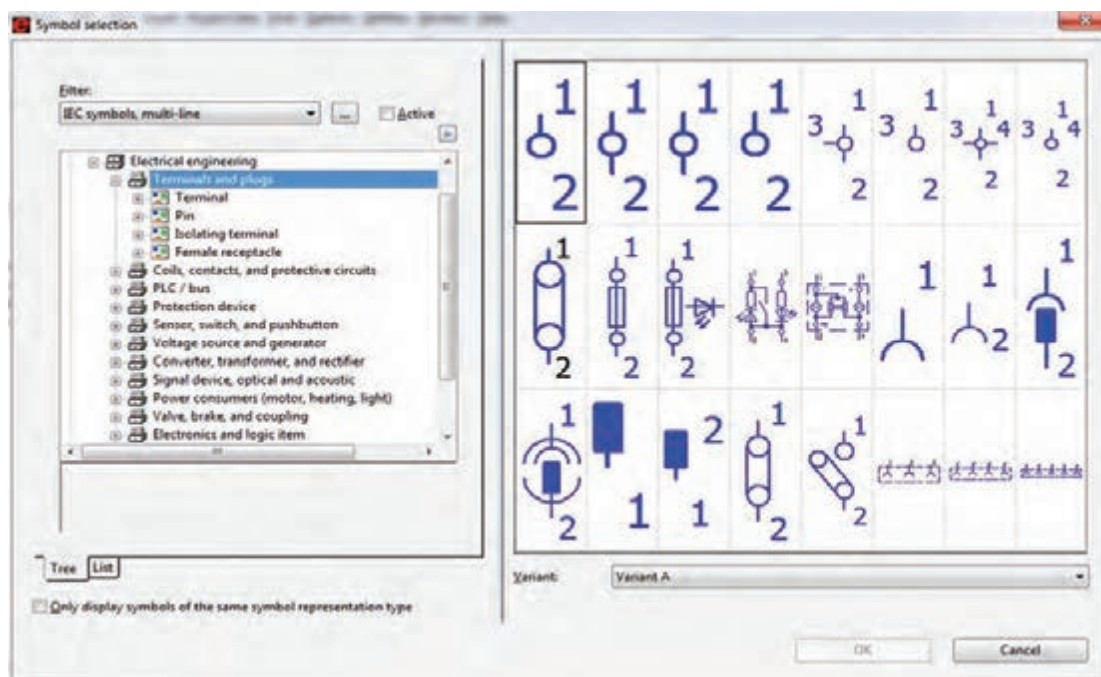 Symbol selection
Filter:
IEC symbols, multi-line
...
Active
Electrical engineering
Terminals and plugs
Terminal
Pin
Isolating terminal
Female receptacle
Coils, contacts, and protective circuits
PLC / bus
Protection device
Sensor, switch, and pushbutton
Voltage source and generator
Converter, transformer, and rectifier
Signal device, optical and acoustic
Power consumers (motor, heating, light)
Valve, brake, and coupling
Electronics and logic item
Tree List
Only display symbols of the same symbol representation type
1 1 1 1 3 1 3 1 3 1 4 3 1 4
2 2 2 2 2 2 2 2
1 1 1 1 1 1
2 2 2 2 2
1 2 1 1
2 1 1 2 2
Variant: Variant A
OK Cancel